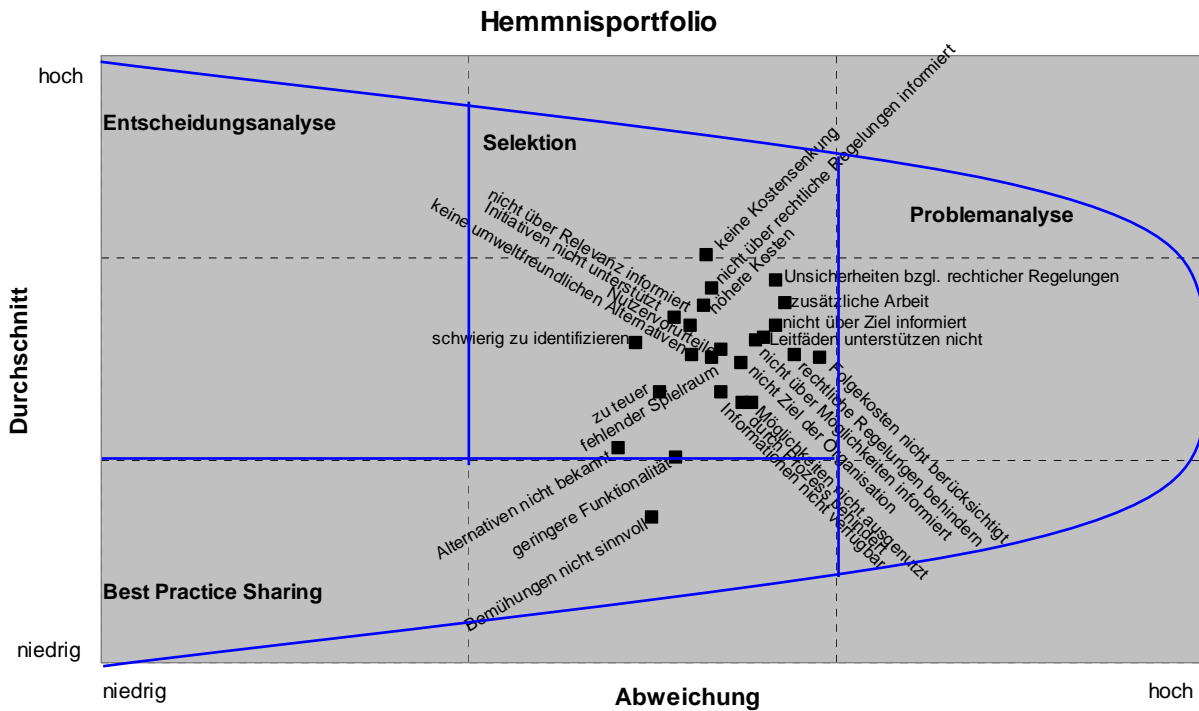 Hemmnisportfolio
hoch
Entscheidungsanalyse
Selektion
Problemanalyse
keine Kostensenkung
nicht über rechtliche Regelungen informiert
höhere Kosten
nicht über Relevanz informiert
Initiativen nicht unterstützt
Nutzervorurteile
keine umweltfreundlichen Alternativen
schwierig zu identifizieren
Unsicherheiten bzgl. rechticher Regelungen
zusätzliche Arbeit
nicht über Ziel informiert
Leitfäden unterstützen nicht
Folgekosten nicht berücksichtigt
rechtliche Regelungen behindern
nicht über Möglichkeiten informiert
nicht Ziel der Organisation
Möglichkeiten nicht ausgenutzt
durch Prozess behindert
Informationen nicht verfügbar
zu teuer
fehlender Spielraum
Alternativen nicht bekannt
geringere Funktionalität
Bemühungen nicht sinnvoll
Best Practice Sharing
Durchschnitt
niedrig
niedrig
Abweichung
hoch